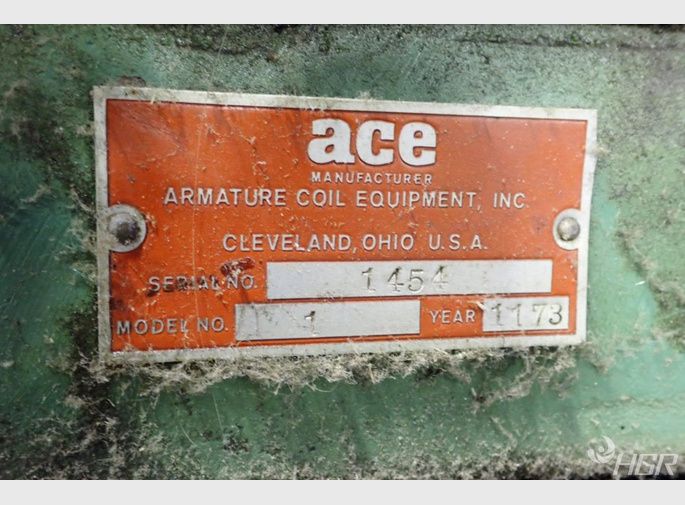 ace
MANUFACTURER
ARMATURE COIL EQUIPMENT, INC.
CLEVELAND, OHIO U.S.A.
SERIAL NO. 1454
MODEL NO. 1 YEAR 1173
HGR